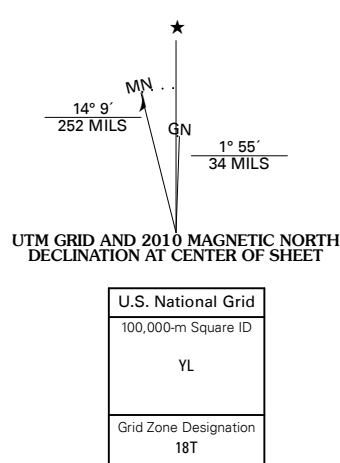 ★
MN
14° 9´
252 MILS
GN
1° 55´
34 MILS
UTM GRID AND 2010 MAGNETIC NORTH
DECLINATION AT CENTER OF SHEET
U.S. National Grid
100,000-m Square ID
YL
Grid Zone Designation
18T